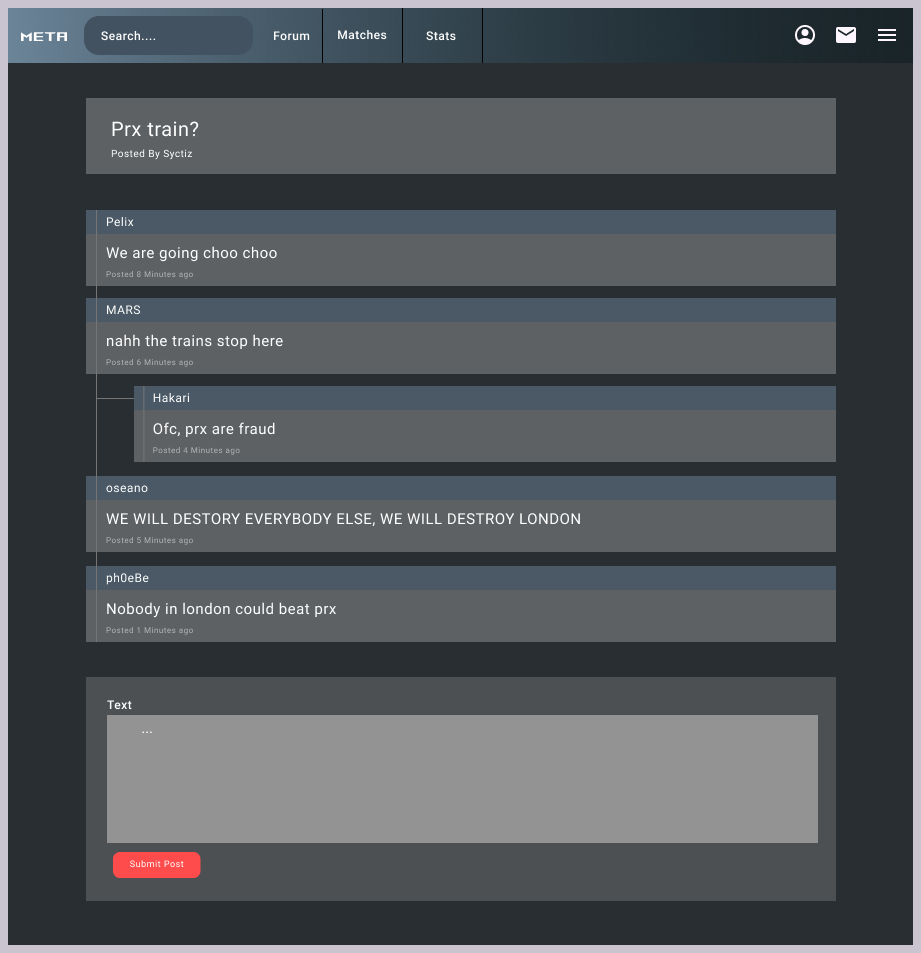 META
Search....
Forum
Matches
Stats
Prx train?
Posted By Syctiz
Pelix
We are going choo choo
Posted 8 Minutes ago
MARS
nahh the trains stop here
Posted 6 Minutes ago
Hakari
Ofc, prx are fraud
Posted 4 Minutes ago
oseano
WE WILL DESTORY EVERYBODY ELSE, WE WILL DESTROY LONDON
Posted 5 Minutes ago
ph0eBe
Nobody in london could beat prx
Posted 1 Minutes ago
Text
...
Submit Post